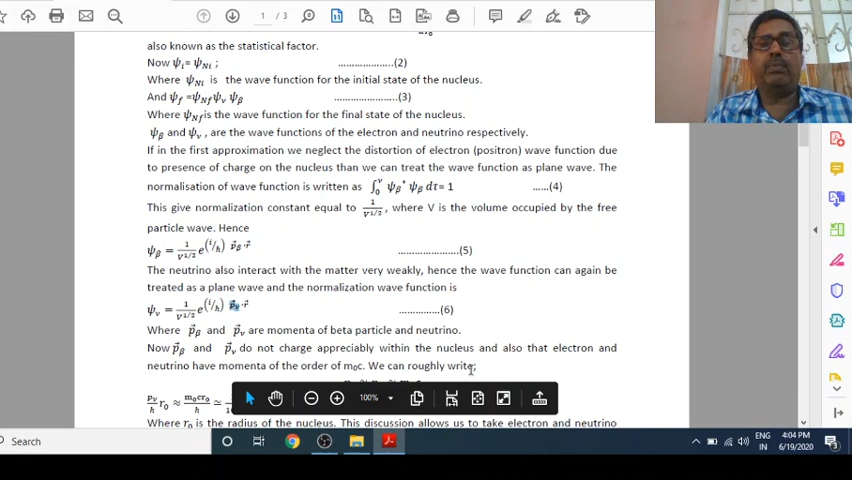 1 / 3
also known as the statistical factor.
Now ψi= ψNi ; ………………..(2)
Where ψNi is the wave function for the initial state of the nucleus.
And ψf =ψNfψν ψβ ……………………..(3)
Where ψNfis the wave function for the final state of the nucleus.
ψβ and ψν , are the wave functions of the electron and neutrino respectively.
If in the first approximation we neglect the distortion of electron (positron) wave function due
to presence of charge on the nucleus than we can treat the wave function as plane wave. The
normalisation of wave function is written as ∫₀ᵛ ψβ* ψβ dτ= 1 ……(4)
This give normalization constant equal to 1/V^1/2 , where V is the volume occupied by the free
particle wave. Hence
ψβ = 1/V^1/2 e^(i/ħ) p⃗β·r⃗ ………………….(5)
The neutrino also interact with the matter very weakly, hence the wave function can again be
treated as a plane wave and the normalization wave function is
ψν = 1/V^1/2 e^(i/ħ) p⃗ν·r⃗ ……………(6)
Where p⃗β and p⃗ν are momenta of beta particle and neutrino.
Now p⃗β and p⃗ν do not charge appreciably within the nucleus and also that electron and
neutrino have momenta of the order of m₀c. We can roughly write;
100%
pν/ħ r₀ ≈ m₀cr₀/ħ ≃
Where r₀ is the radius of the nucleus. This discussion allows us to take electron and neutrino
Search
ENG
IN
4:04 PM
6/19/2020
3